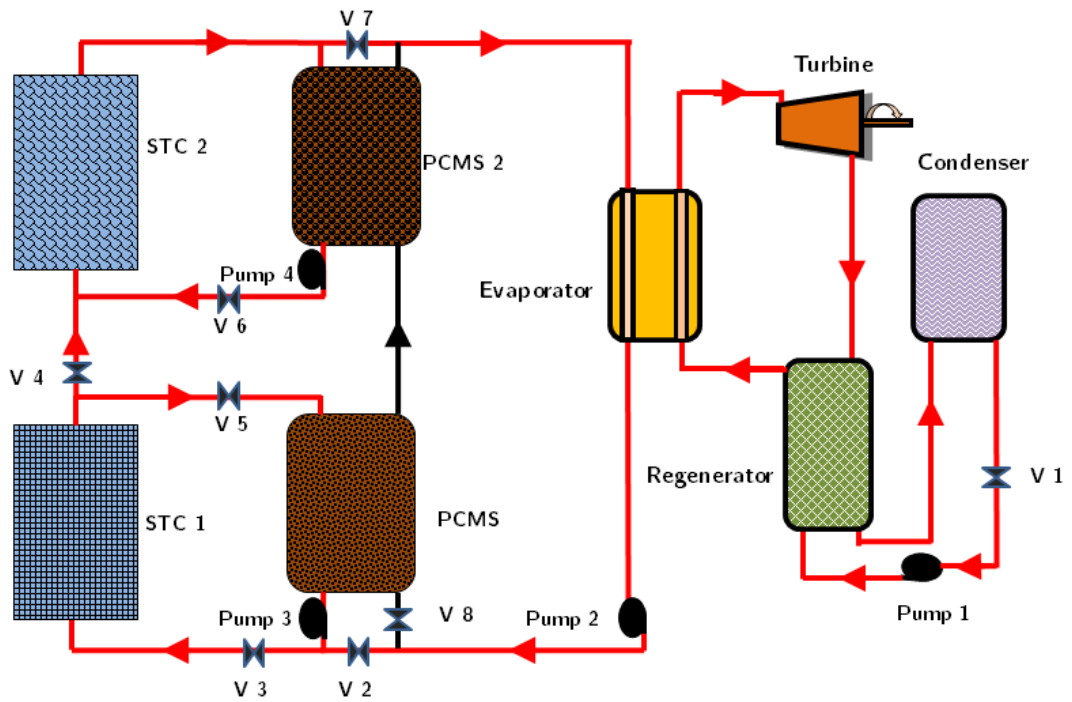 V 7
Turbine
STC 2
PCMS 2
Condenser
Pump 4
Evaporator
V 6
V 4
V 5
Regenerator
V 1
STC 1
PCMS
Pump 3
V 8
Pump 2
Pump 1
V 3
V 2